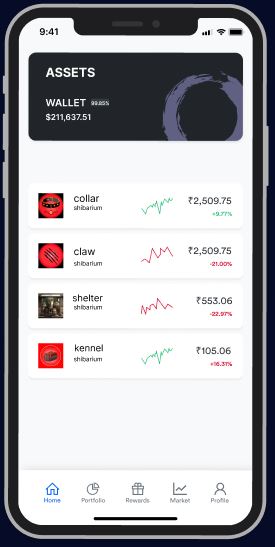 9:41
ASSETS
WALLET 99.85%
$211,637.51
collar
shibarium
₹2,509.75
+9.77%
claw
shibarium
₹2,509.75
-21.00%
shelter
shibarium
₹553.06
-22.97%
kennel
shibarium
₹105.06
+16.31%
Home Portfolio Rewards Market Profile